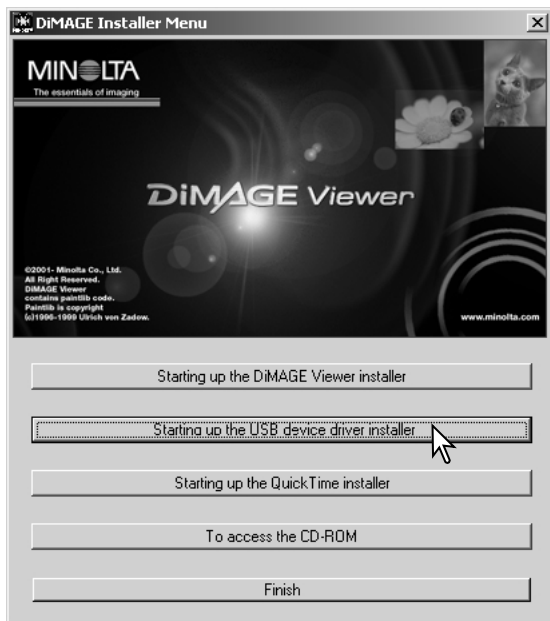 DiMAGE Installer Menu
MINOLTA
The essentials of imaging
DiMAGE Viewer
©2001- Minolta Co., Ltd.
All Right Reserved.
DiMAGE Viewer
contains paintlib code.
Paintlib is copyright
(c)1996-1999 Ulrich von Zadow.
www.minolta.com
Starting up the DiMAGE Viewer installer
Starting up the USB device driver installer
Starting up the QuickTime installer
To access the CD-ROM
Finish